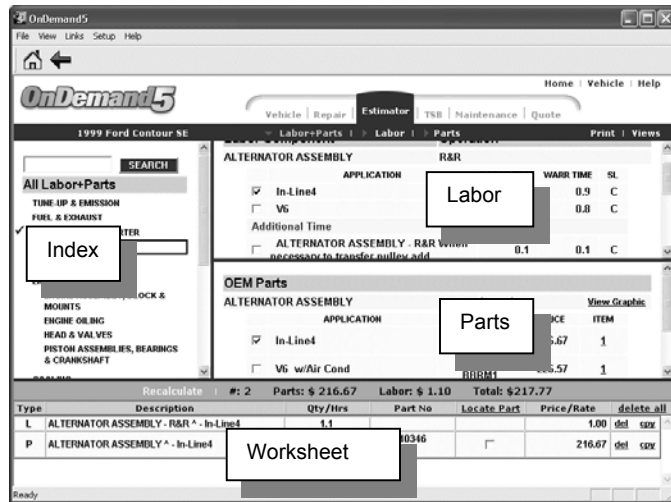 OnDemand5
File View Links Setup Help
Home | Vehicle | Help
OnDemand5
Vehicle | Repair | Estimator | TSB | Maintenance | Quote
1999 Ford Contour SE
Labor+Parts | Labor | Parts
Print | Views
SEARCH
All Labor+Parts
TUNE-UP & EMISSION
FUEL & EXHAUST
Index
MOUNTS
ENGINE OILING
HEAD & VALVES
PISTON ASSEMBLIES, BEARINGS
& CRANKSHAFT
ALTERNATOR ASSEMBLY R&R
APPLICATION WARR TIME SL
In-Line4 0.9 C
V6 0.8 C
Labor
Additional Time
ALTERNATOR ASSEMBLY - R&R When 0.1 0.1 C
necessary to transfer pulley add
OEM Parts
ALTERNATOR ASSEMBLY View Graphic
APPLICATION ITEM
In-Line4 1
V6 w/Air Cond 1
Parts
Recalculate | #: 2 Parts: $ 216.67 Labor: $ 1.10 Total: $217.77
Type Description Qty/Hrs Part No Locate Part Price/Rate delete all
L ALTERNATOR ASSEMBLY - R&R ^ - In-Line4 1.1 1.00 del cpy
P ALTERNATOR ASSEMBLY ^ - In-Line4 216.67 del cpy
Worksheet
Ready